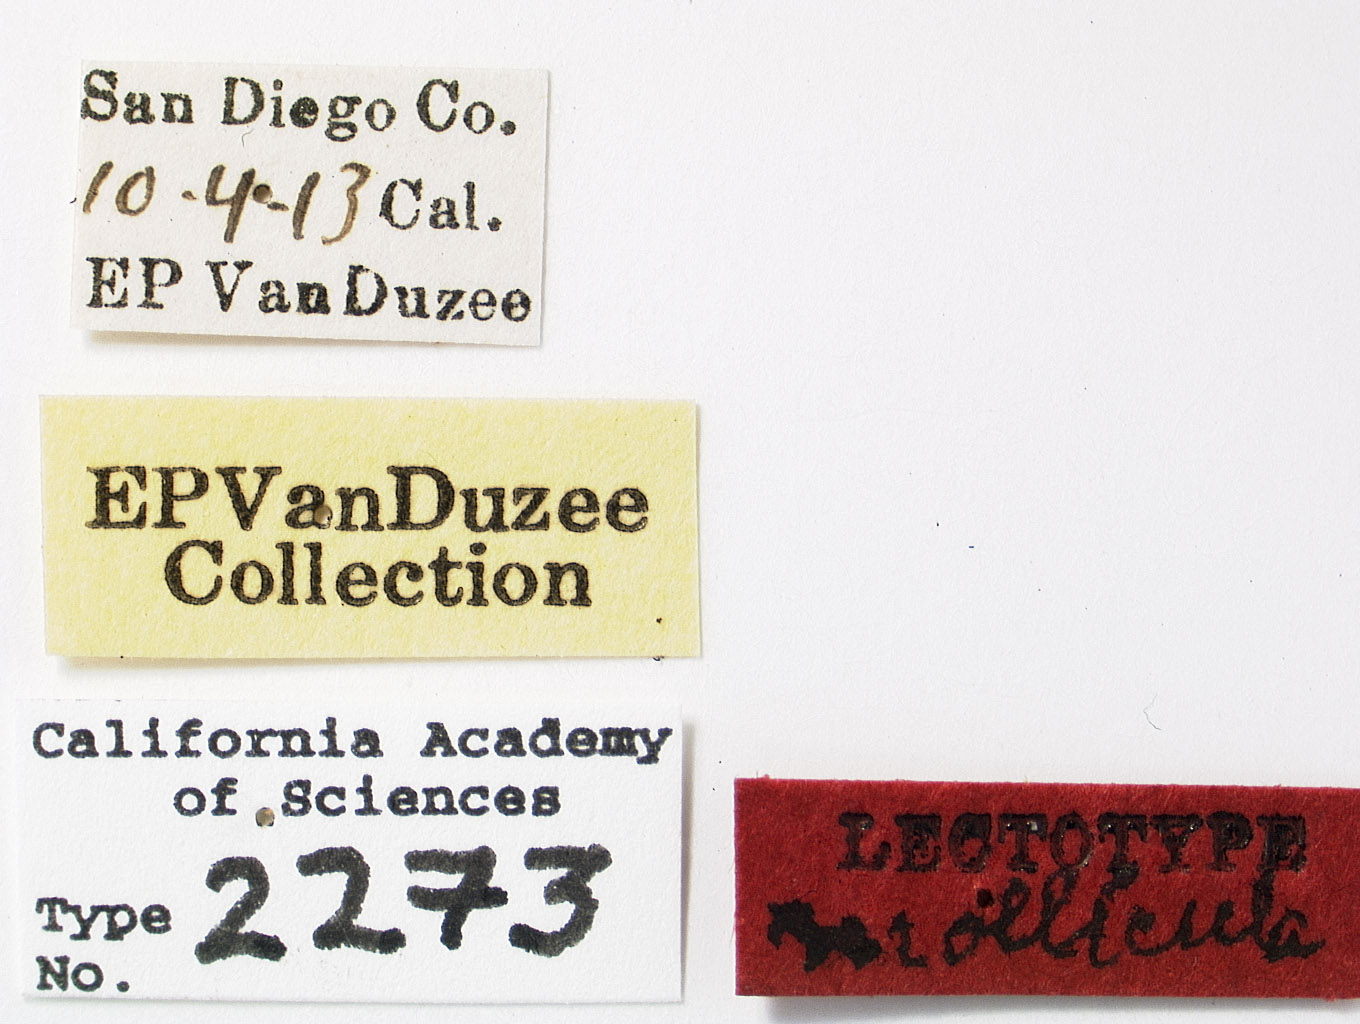 San Diego Co.
10-4-13 Cal.
EP VanDuzee
EPVanDuzee
Collection
California Academy
of Sciences
Type
No. 2273
LECTOTYPE